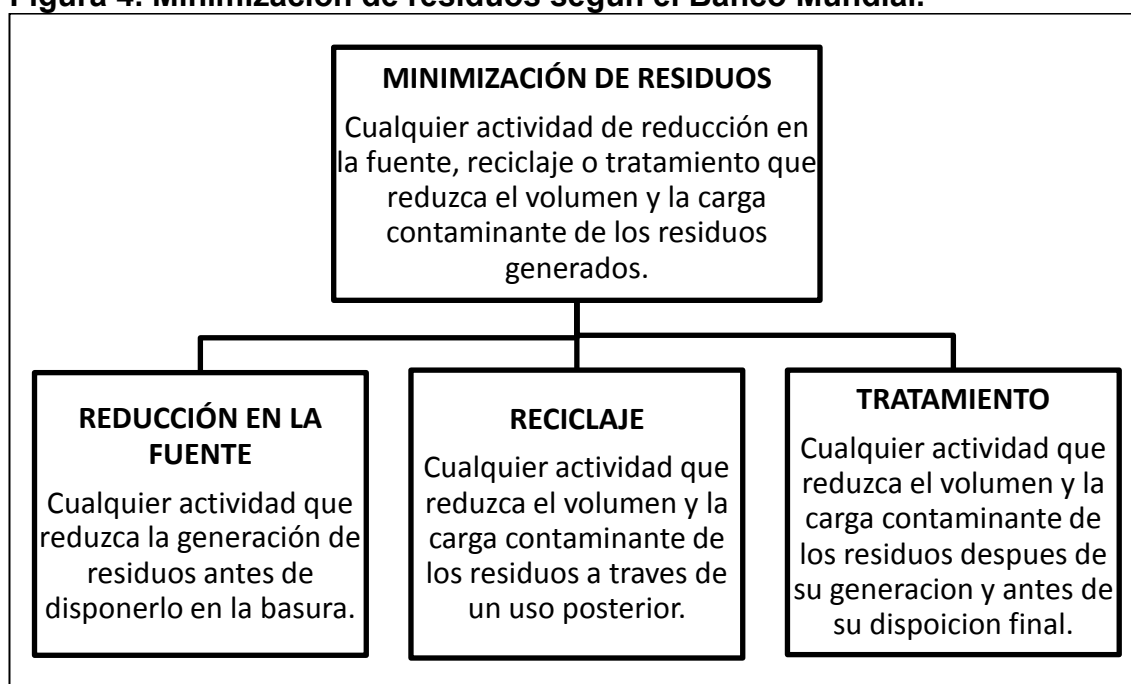 Figura 4. Minimización de residuos según el Banco Mundial.
MINIMIZACIÓN DE RESIDUOS
Cualquier actividad de reducción en
la fuente, reciclaje o tratamiento que
reduzca el volumen y la carga
contaminante de los residuos
generados.
REDUCCIÓN EN LA
FUENTE
Cualquier actividad que
reduzca la generación de
residuos antes de
disponerlo en la basura.
RECICLAJE
Cualquier actividad que
reduzca el volumen y la
carga contaminante de
los residuos a traves de
un uso posterior.
TRATAMIENTO
Cualquier actividad que
reduzca el volumen y la
carga contaminante de
los residuos despues de
su generacion y antes de
su dispoicion final.